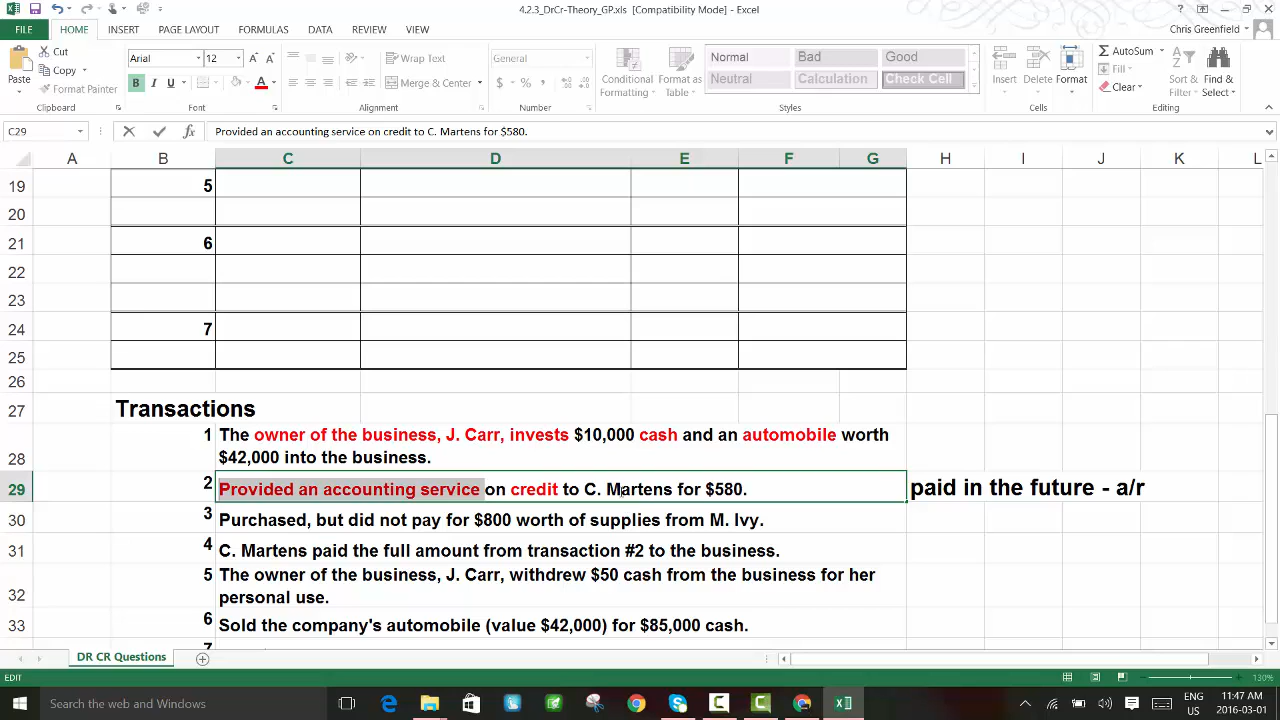 4.2.3_DrCr-Theory_GP.xls [Compatibility Mode] - Excel
FILE HOME INSERT PAGE LAYOUT FORMULAS DATA REVIEW VIEW Chris Greenfield
Paste
Cut
Copy
Format Painter
Clipboard
Arial 12
B I U
Font
Wrap Text
Merge & Center
Alignment
General
$ % ,
Number
Conditional Formatting
Format as Table
Normal Bad Good
Neutral Calculation Check Cell
Styles
Insert Delete Format
Cells
AutoSum
Fill
Clear
Sort & Filter
Find & Select
Editing
C29 fx Provided an accounting service on credit to C. Martens for $580.
A B C D E F G H I J K L
19 5
20
21 6
22
23
24 7
25
26
27 Transactions
28 1 The owner of the business, J. Carr, invests $10,000 cash and an automobile worth
$42,000 into the business.
29 2 Provided an accounting service on credit to C. Martens for $580. paid in the future - a/r
30 3 Purchased, but did not pay for $800 worth of supplies from M. Ivy.
31 4 C. Martens paid the full amount from transaction #2 to the business.
32 5 The owner of the business, J. Carr, withdrew $50 cash from the business for her
personal use.
33 6 Sold the company's automobile (value $42,000) for $85,000 cash.
7
DR CR Questions
EDIT 130%
Search the web and Windows
ENG
US
11:47 AM
2016-03-01